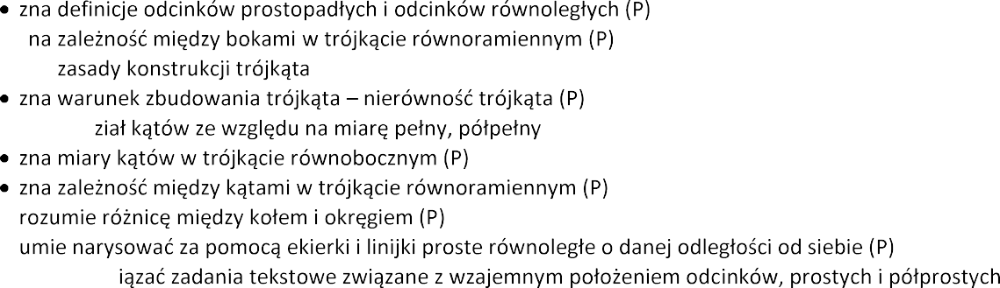 • zna definicje odcinków prostopadłych i odcinków równoległych (P)
na zależność między bokami w trójkącie równoramiennym (P)
zasady konstrukcji trójkąta
• zna warunek zbudowania trójkąta – nierówność trójkąta (P)
ział kątów ze względu na miarę pełny, półpełny
• zna miary kątów w trójkącie równobocznym (P)
• zna zależność między kątami w trójkącie równoramiennym (P)
rozumie różnicę między kołem i okręgiem (P)
umie narysować za pomocą ekierki i linijki proste równoległe o danej odległości od siebie (P)
iązać zadania tekstowe związane z wzajemnym położeniem odcinków, prostych i półprostych